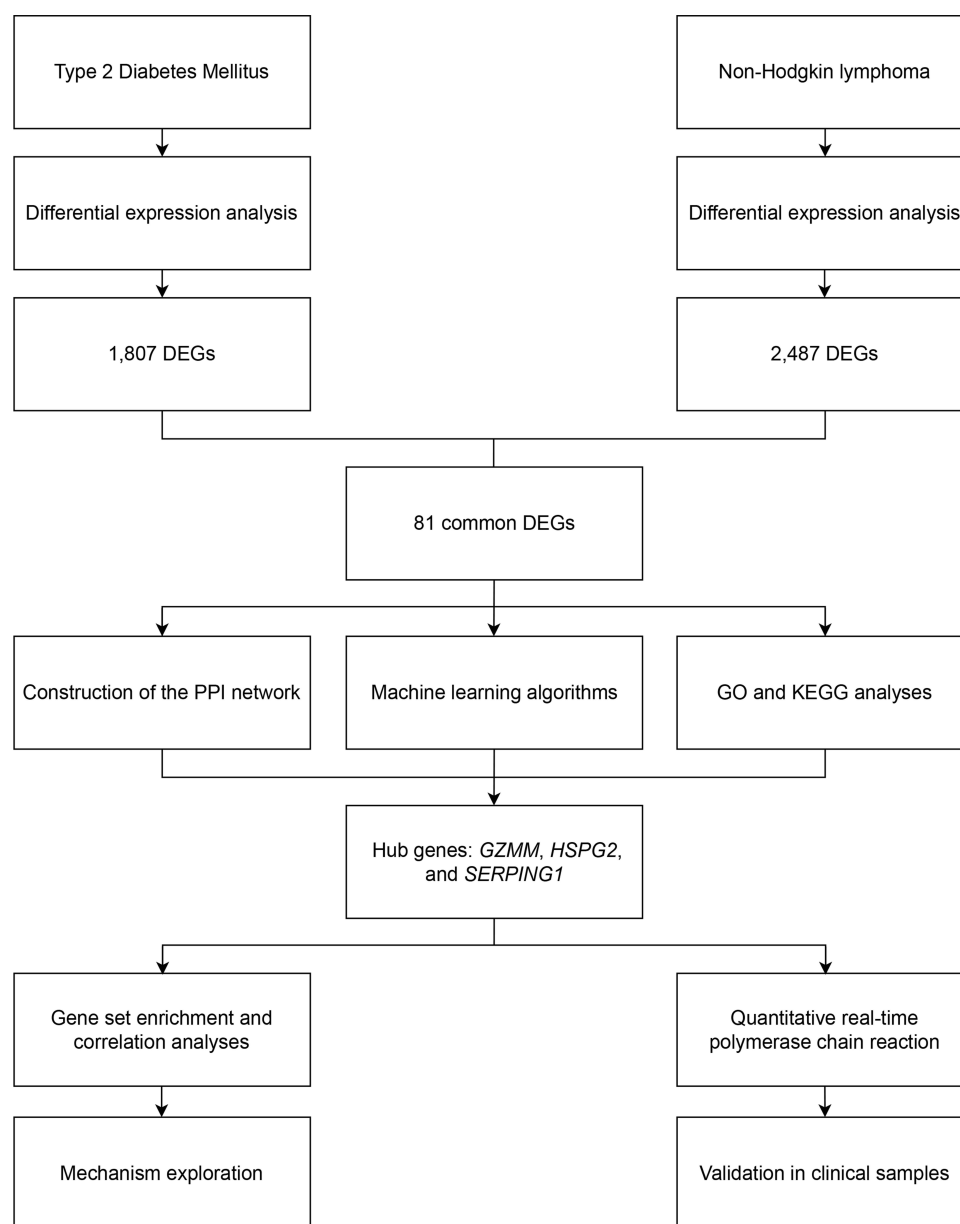 Type 2 Diabetes Mellitus
Non-Hodgkin lymphoma
Differential expression analysis
Differential expression analysis
1,807 DEGs
2,487 DEGs
81 common DEGs
Construction of the PPI network
Machine learning algorithms
GO and KEGG analyses
Hub genes: GZMM, HSPG2,
and SERPING1
Gene set enrichment and
correlation analyses
Quantitative real-time
polymerase chain reaction
Mechanism exploration
Validation in clinical samples